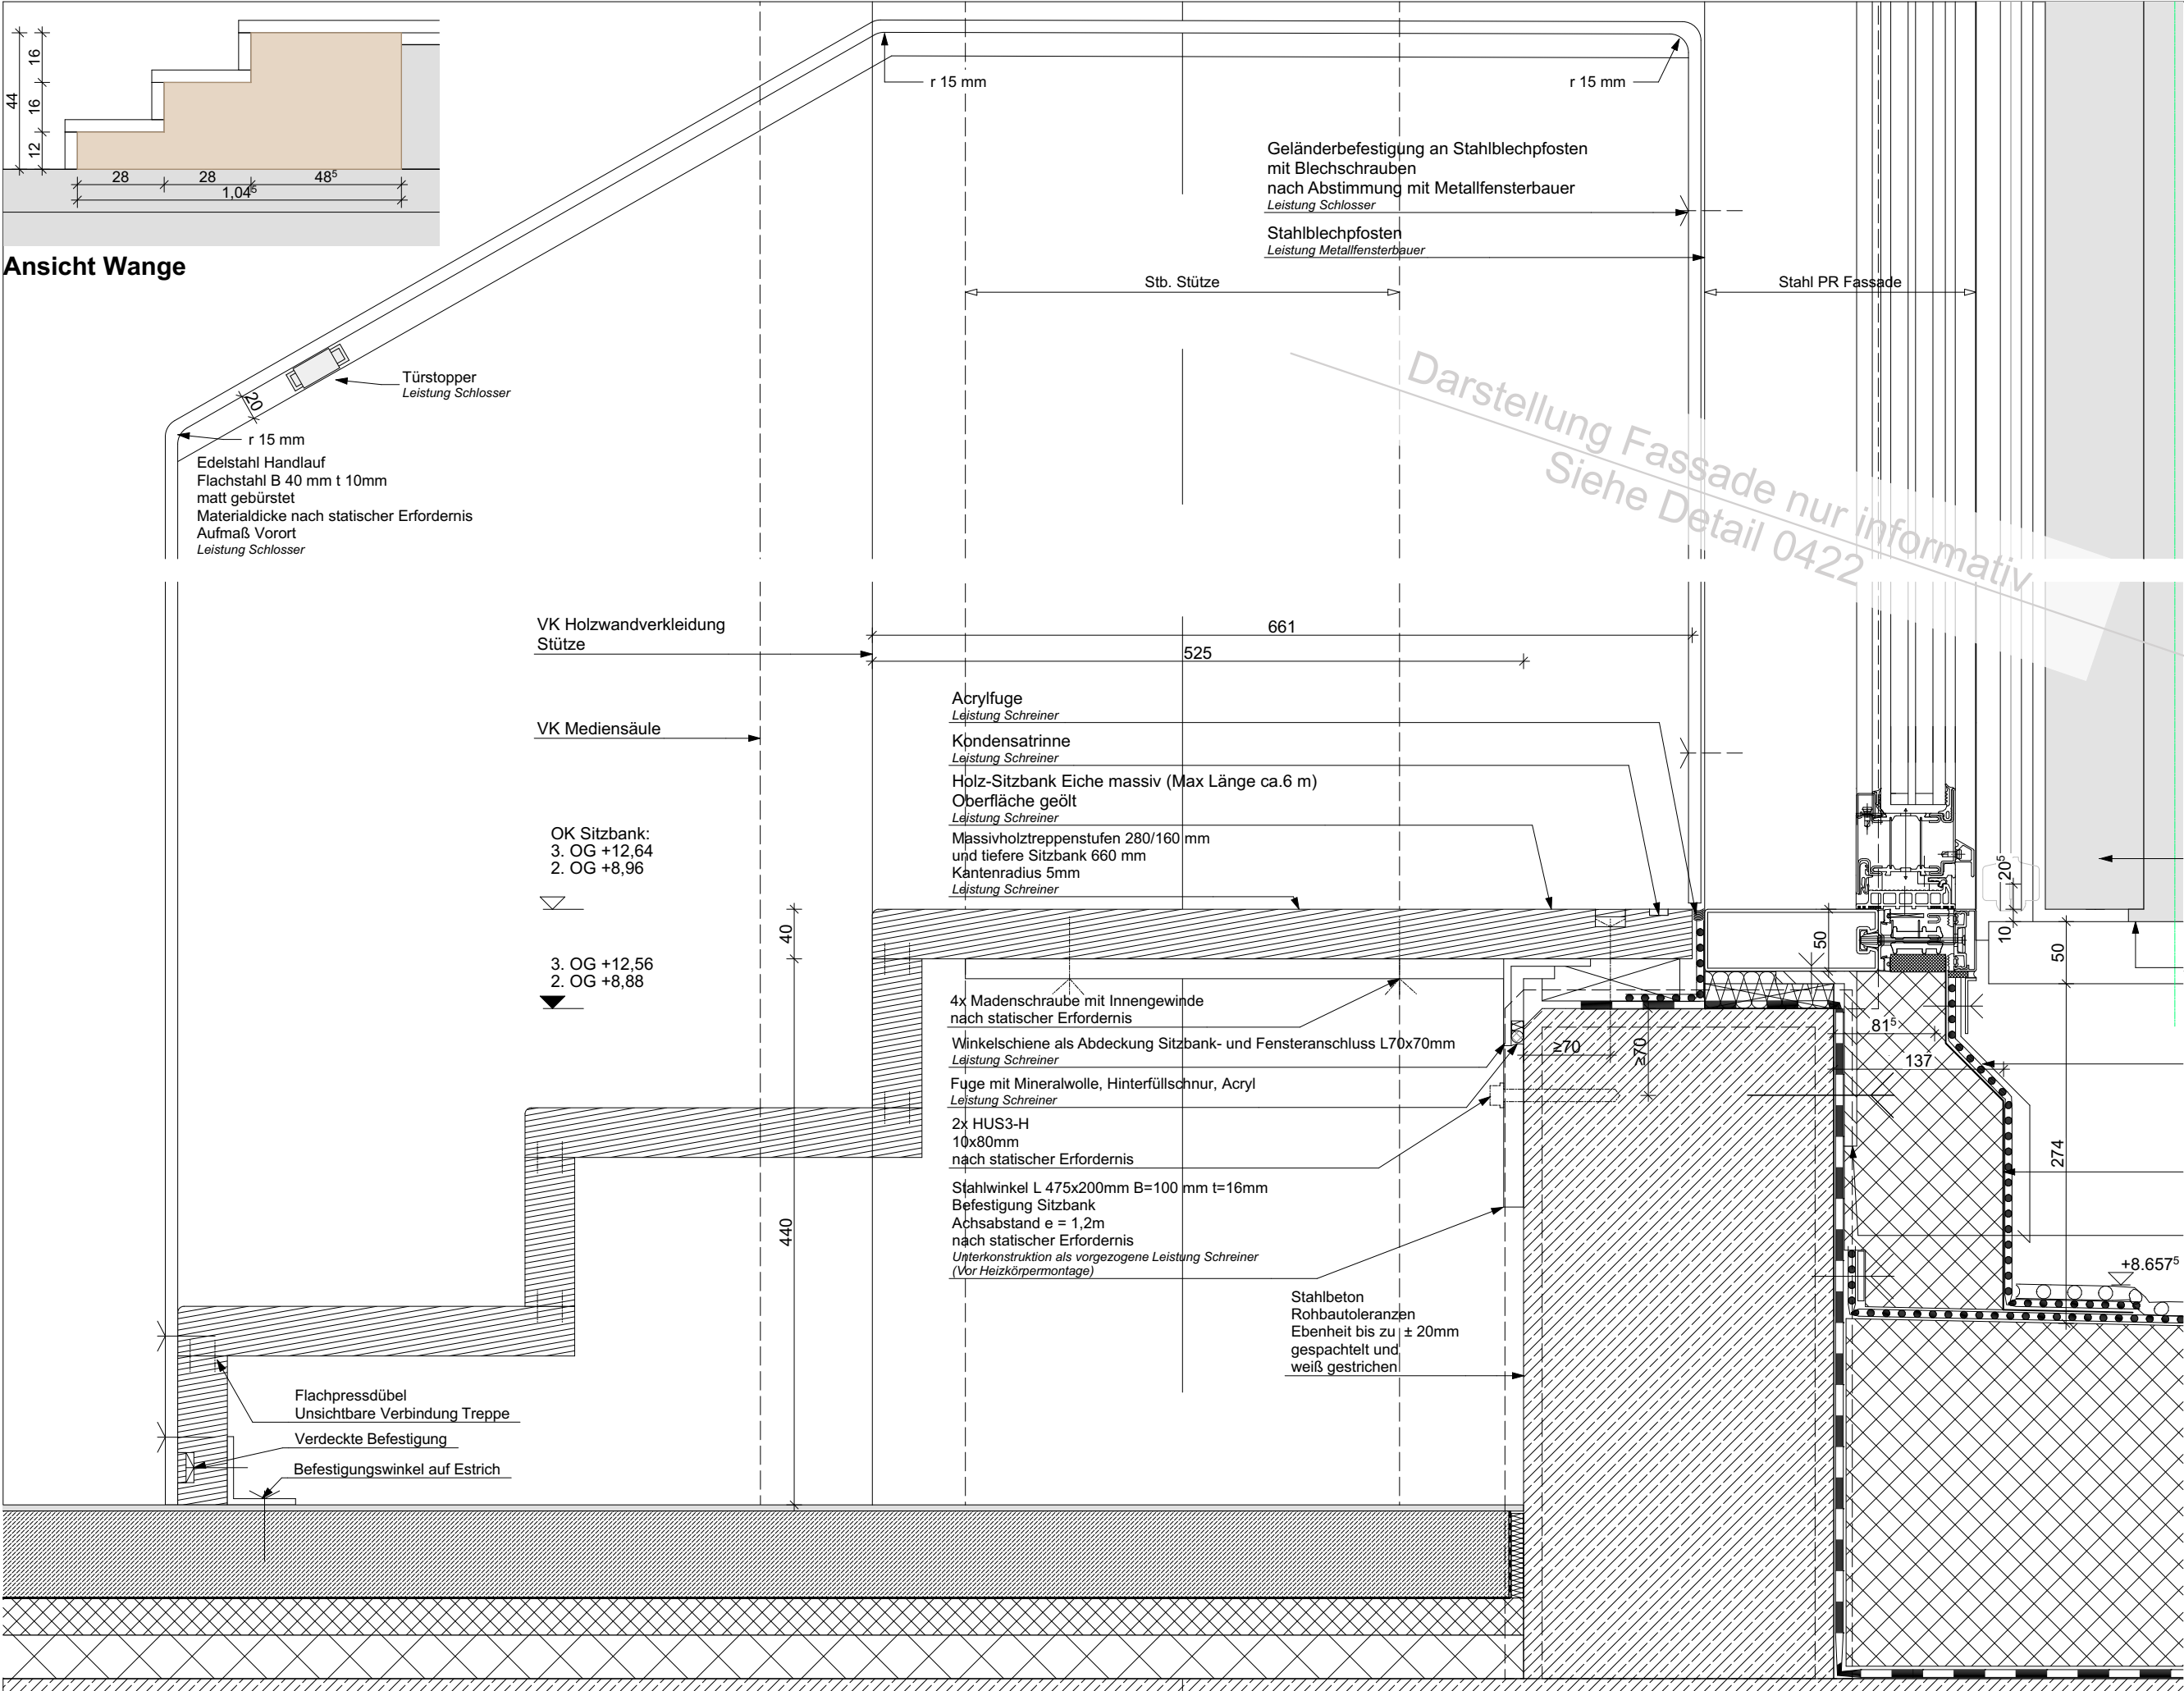 44
16
16
12
28
28
48⁵
1,04⁵
Ansicht Wange
r 15 mm
r 15 mm
Geländerbefestigung an Stahlblechpfosten
mit Blechschrauben
nach Abstimmung mit Metallfensterbauer
Leistung Schlosser
Stahlblechpfosten
Leistung Metallfensterbauer
Stb. Stütze
Stahl PR Fassade
Darstellung Fassade nur informativ
Siehe Detail 0422
Türstopper
Leistung Schlosser
20
r 15 mm
Edelstahl Handlauf
Flachstahl B 40 mm t 10mm
matt gebürstet
Materialdicke nach statischer Erfordernis
Aufmaß Vorort
Leistung Schlosser
VK Holzwandverkleidung
Stütze
661
525
VK Mediensäule
Acrylfuge
Leistung Schreiner
Kondensatrinne
Leistung Schreiner
Holz-Sitzbank Eiche massiv (Max Länge ca.6 m)
Oberfläche geölt
Leistung Schreiner
Massivholztreppenstufen 280/160 mm
und tiefere Sitzbank 660 mm
Kantenradius 5mm
Leistung Schreiner
OK Sitzbank:
3. OG +12,64
2. OG +8,96
3. OG +12,56
2. OG +8,88
40
440
4x Madenschraube mit Innengewinde
nach statischer Erfordernis
Winkelschiene als Abdeckung Sitzbank- und Fensteranschluss L70x70mm
Leistung Schreiner
Fuge mit Mineralwolle, Hinterfüllschnur, Acryl
Leistung Schreiner
2x HUS3-H
10x80mm
nach statischer Erfordernis
Stahlwinkel L 475x200mm B=100 mm t=16mm
Befestigung Sitzbank
Achsabstand e = 1,2m
nach statischer Erfordernis
Unterkonstruktion als vorgezogene Leistung Schreiner
(Vor Heizkörpermontage)
Stahlbeton
Rohbautoleranzen
Ebenheit bis zu ± 20mm
gespachtelt und
weiß gestrichen
≥70
≥70
50
20⁵
10
50
81⁵
137
274
+8.657⁵
Flachpressdübel
Unsichtbare Verbindung Treppe
Verdeckte Befestigung
Befestigungswinkel auf Estrich